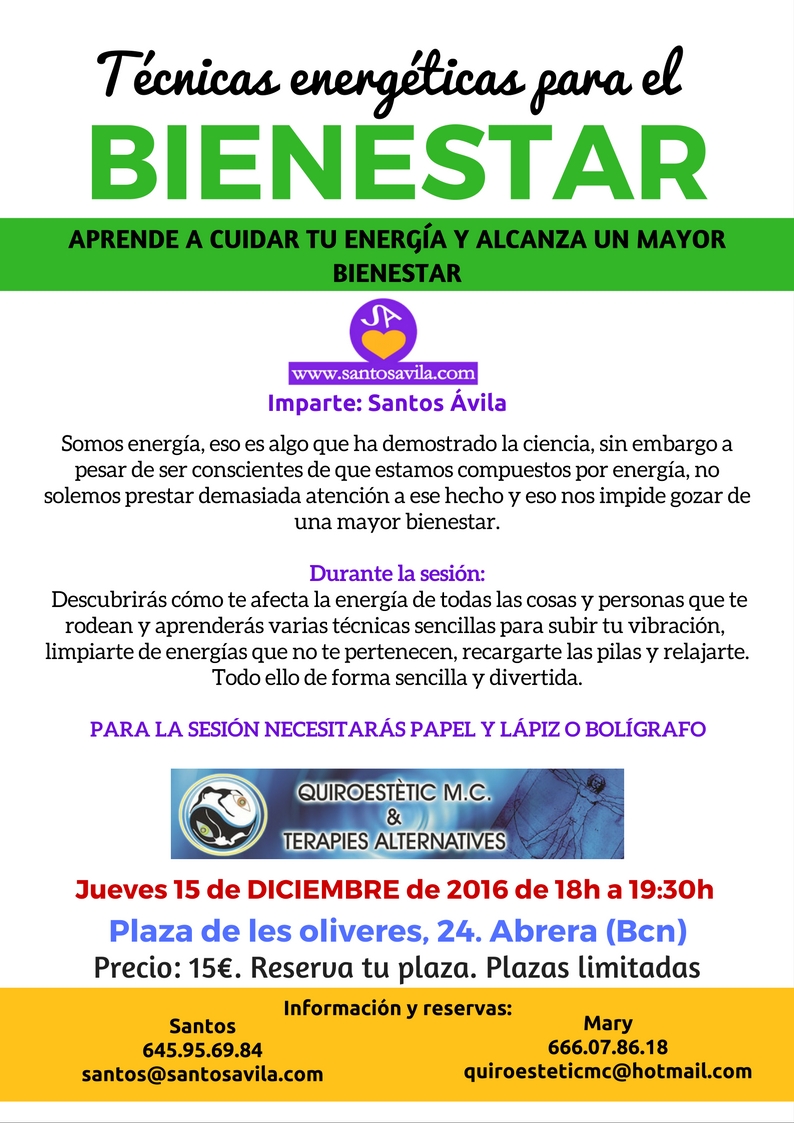 Técnicas energéticas para el
BIENESTAR
APRENDE A CUIDAR TU ENERGÍA Y ALCANZA UN MAYOR
BIENESTAR
SA
www.santosavila.com
Imparte: Santos Ávila
Somos energía, eso es algo que ha demostrado la ciencia, sin embargo a
pesar de ser conscientes de que estamos compuestos por energía, no
solemos prestar demasiada atención a ese hecho y eso nos impide gozar de
una mayor bienestar.
Durante la sesión:
Descubrirás cómo te afecta la energía de todas las cosas y personas que te
rodean y aprenderás varias técnicas sencillas para subir tu vibración,
limpiarte de energías que no te pertenecen, recargarte las pilas y relajarte.
Todo ello de forma sencilla y divertida.
PARA LA SESIÓN NECESITARÁS PAPEL Y LÁPIZ O BOLÍGRAFO
QUIROESTÈTIC M.C.
&
TERAPIES ALTERNATIVES
Jueves 15 de DICIEMBRE de 2016 de 18h a 19:30h
Plaza de les oliveres, 24. Abrera (Bcn)
Precio: 15€. Reserva tu plaza. Plazas limitadas
Información y reservas:
Santos
645.95.69.84
santos@santosavila.com
Mary
666.07.86.18
quiroesteticmc@hotmail.com